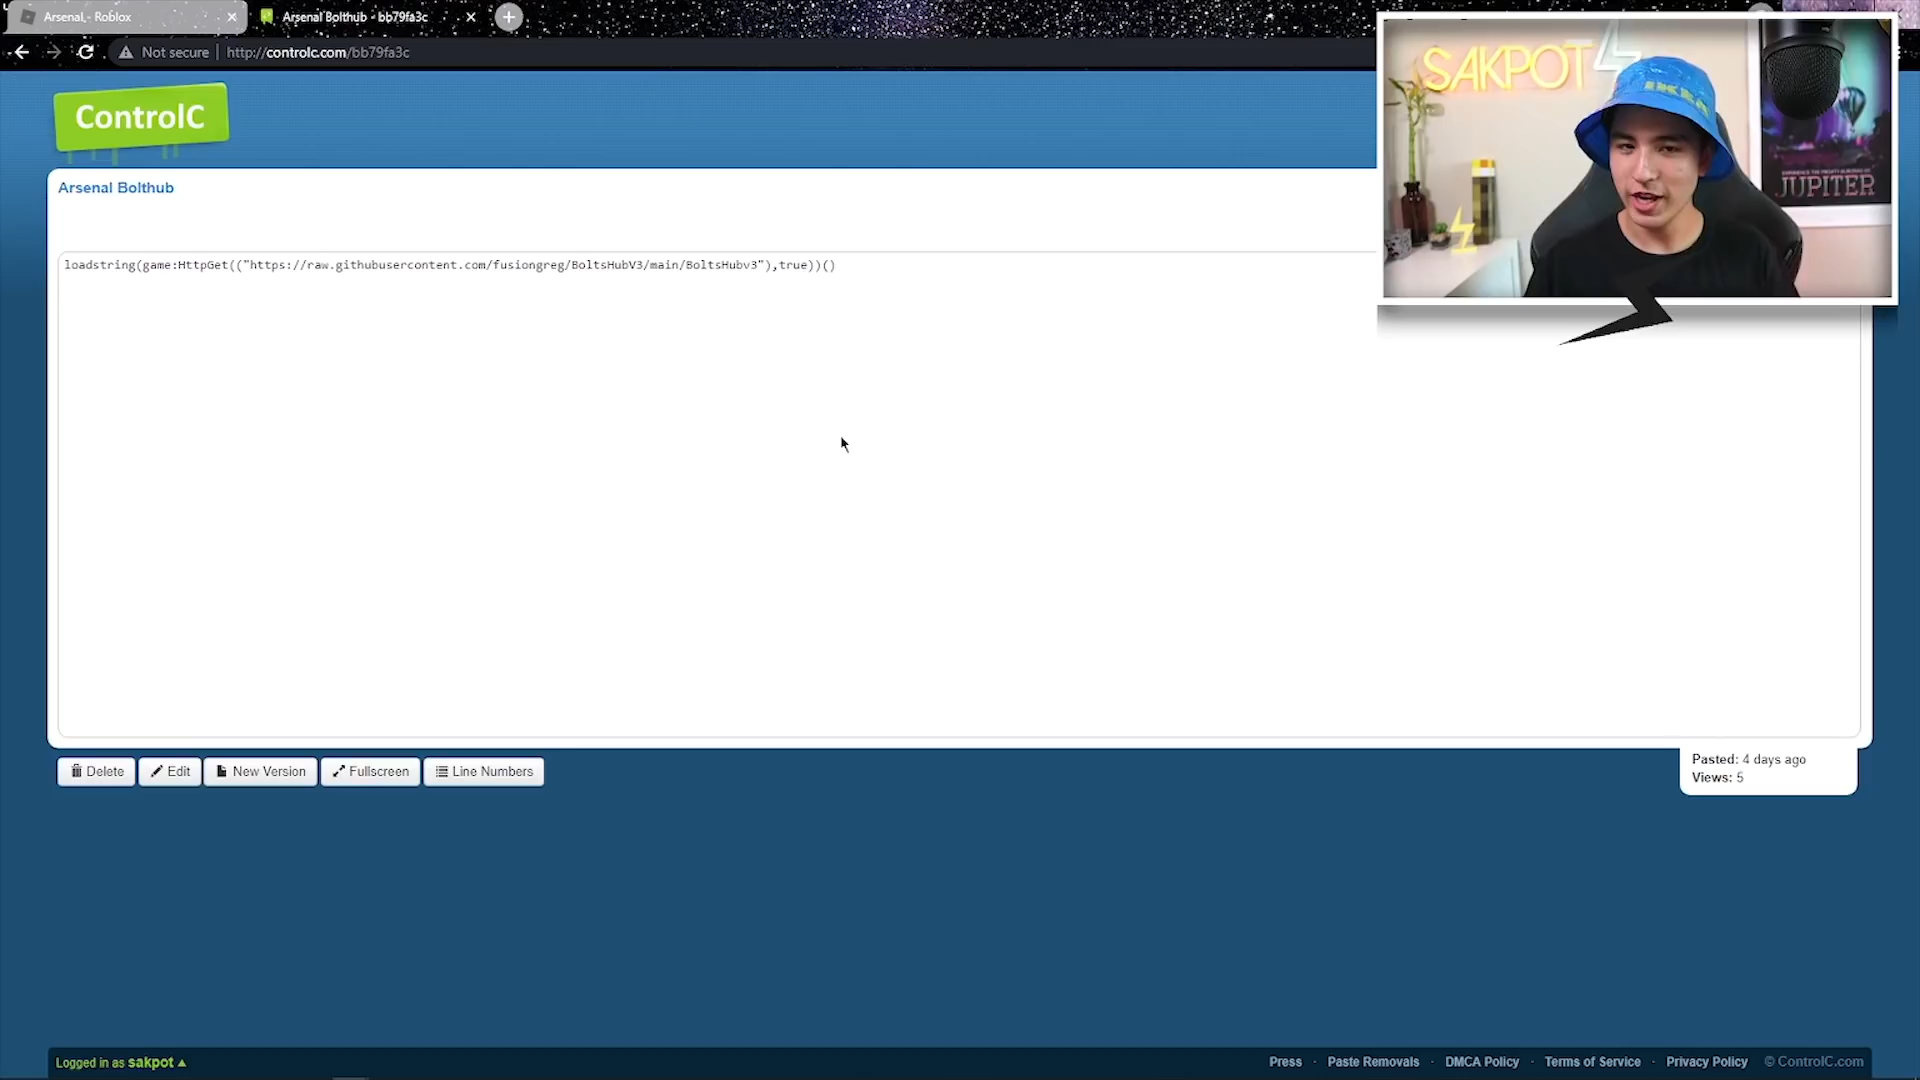 Arsenal - Roblox
Arsenal Bolthub - bb79fa3c
Not secure
http://controlc.com/bb79fa3c
SAKPOT
JUPITER
ControlC
Arsenal Bolthub
loadstring(game:HttpGet(("https://raw.githubusercontent.com/fusiongreg/BoltsHubV3/main/BoltsHubv3"),true))()
Delete
Edit
New Version
Fullscreen
Line Numbers
Pasted: 4 days ago
Views: 5
Logged in as sakpot
Press · Paste Removals · DMCA Policy · Terms of Service · Privacy Policy © ControlC.com